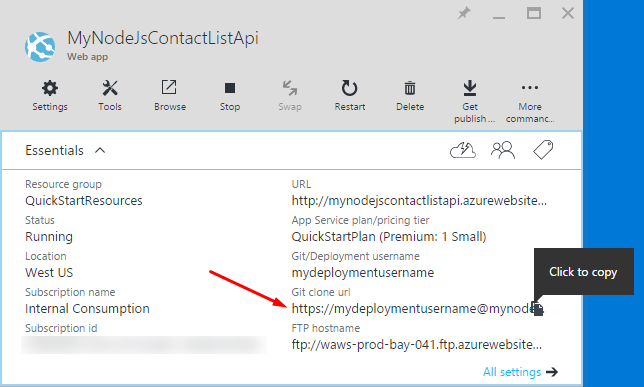 MyNodeJsContactListApi
Web app
Settings
Tools
Browse
Stop
Swap
Restart
Delete
Get publish ...
More commanc...
Essentials
Resource group
QuickStartResources
URL
http://mynodejscontactlistapi.azurewebsite...
Status
Running
App Service plan/pricing tier
QuickStartPlan (Premium: 1 Small)
Location
West US
Git/Deployment username
mydeploymentusername
Subscription name
Internal Consumption
Git clone url
https://mydeploymentusername@mynode...
Click to copy
Subscription id
FTP hostname
ftp://waws-prod-bay-041.ftp.azurewebsite...
All settings